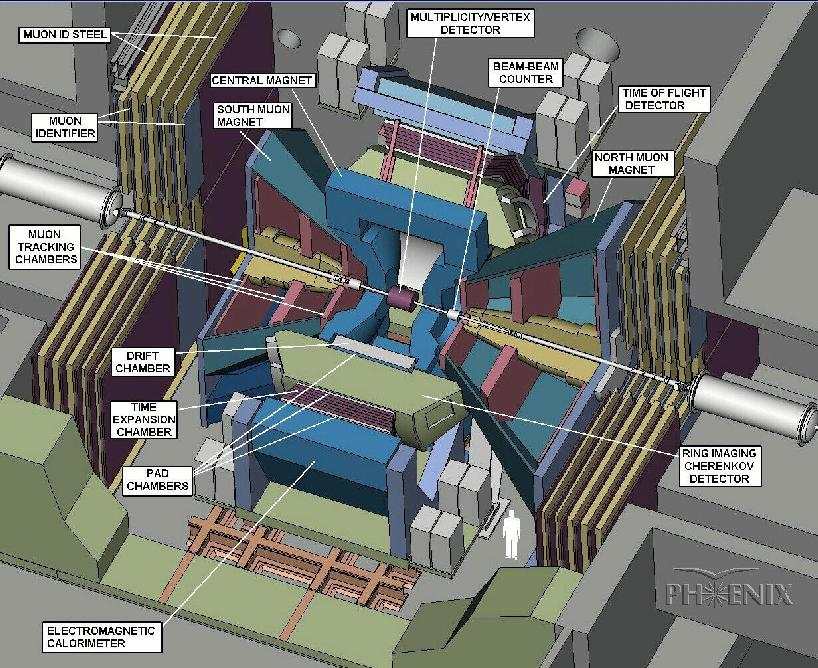 MULTIPLICITY/VERTEX
DETECTOR
MUON ID STEEL
BEAM-BEAM
COUNTER
CENTRAL MAGNET
TIME OF FLIGHT
DETECTOR
SOUTH MUON
MAGNET
MUON
IDENTIFIER
NORTH MUON
MAGNET
MUON
TRACKING
CHAMBERS
DRIFT
CHAMBER
TIME
EXPANSION
CHAMBER
RING IMAGING
CHERENKOV
DETECTOR
PAD
CHAMBERS
PHENIX
ELECTROMAGNETIC
CALORIMETER